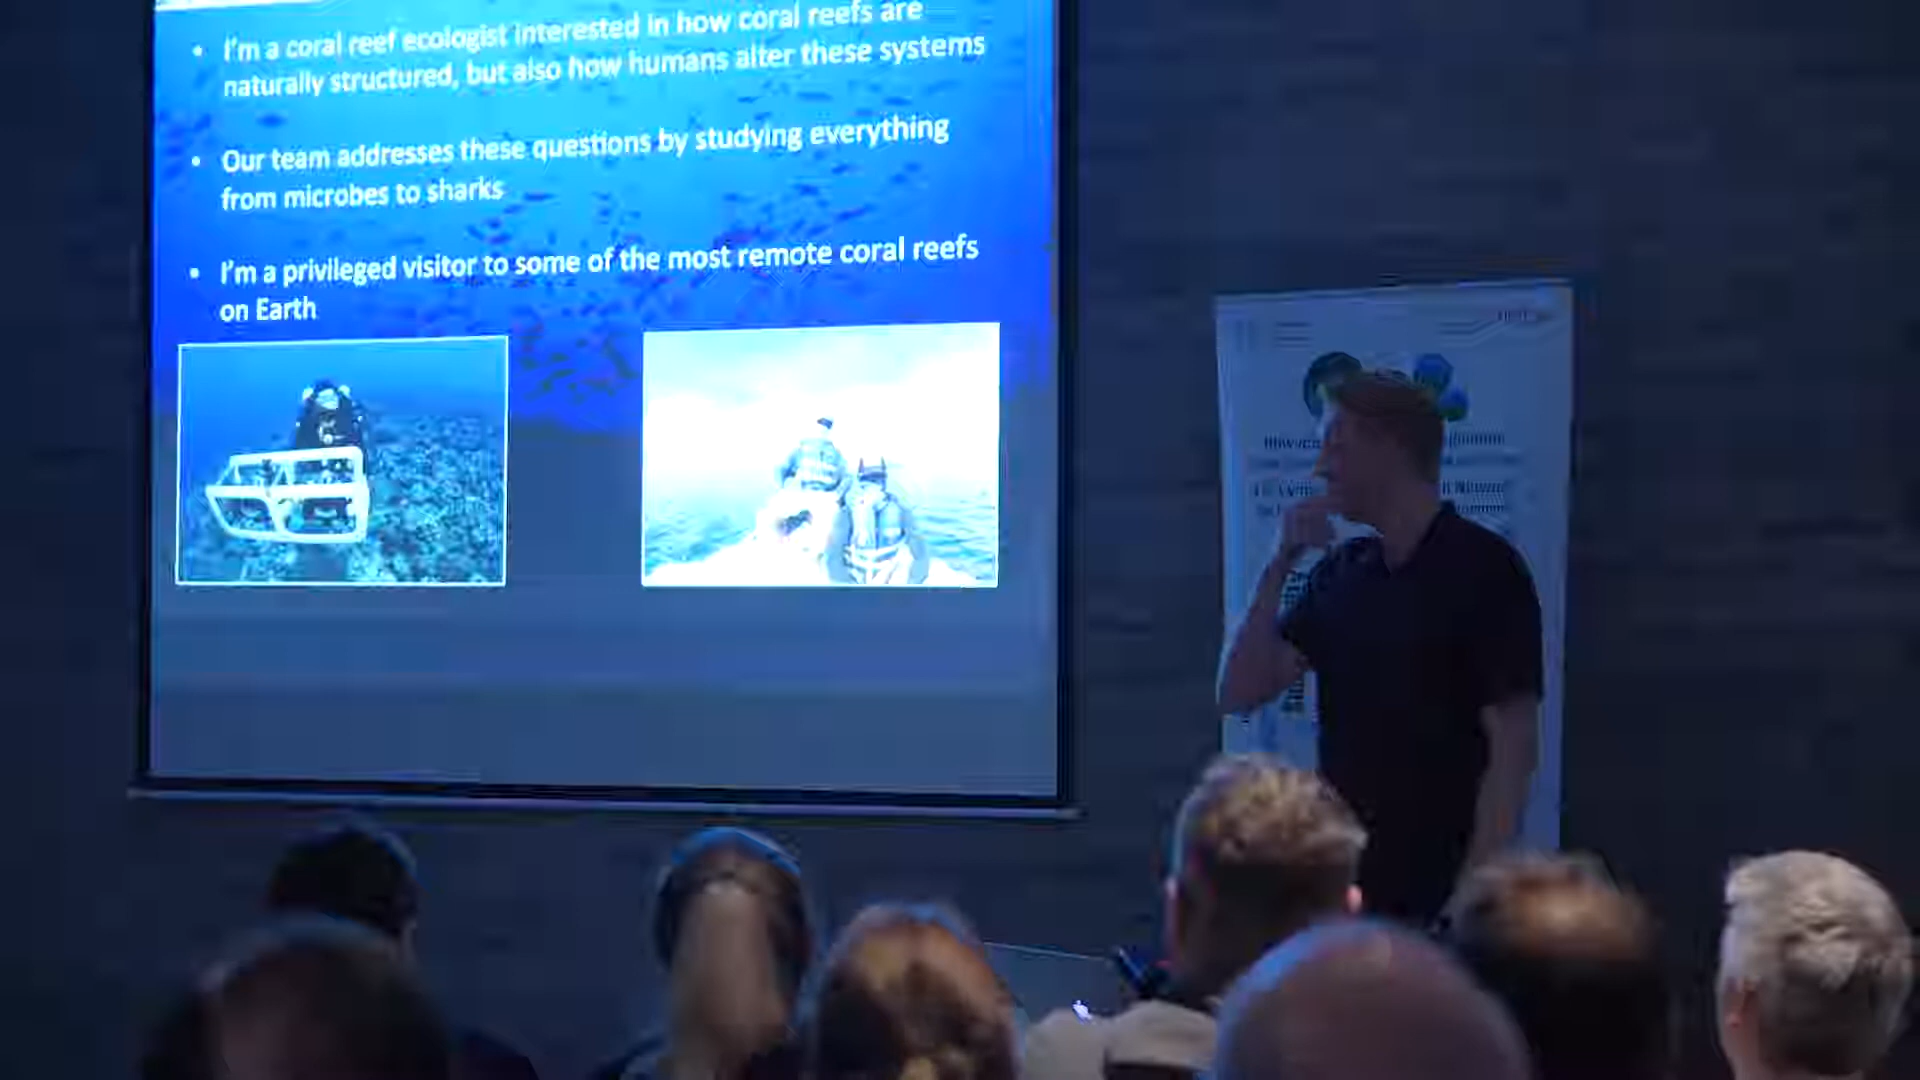 • I'm a coral reef ecologist interested in how coral reefs are
naturally structured, but also how humans alter these systems
• Our team addresses these questions by studying everything
from microbes to sharks
• I'm a privileged visitor to some of the most remote coral reefs
on Earth